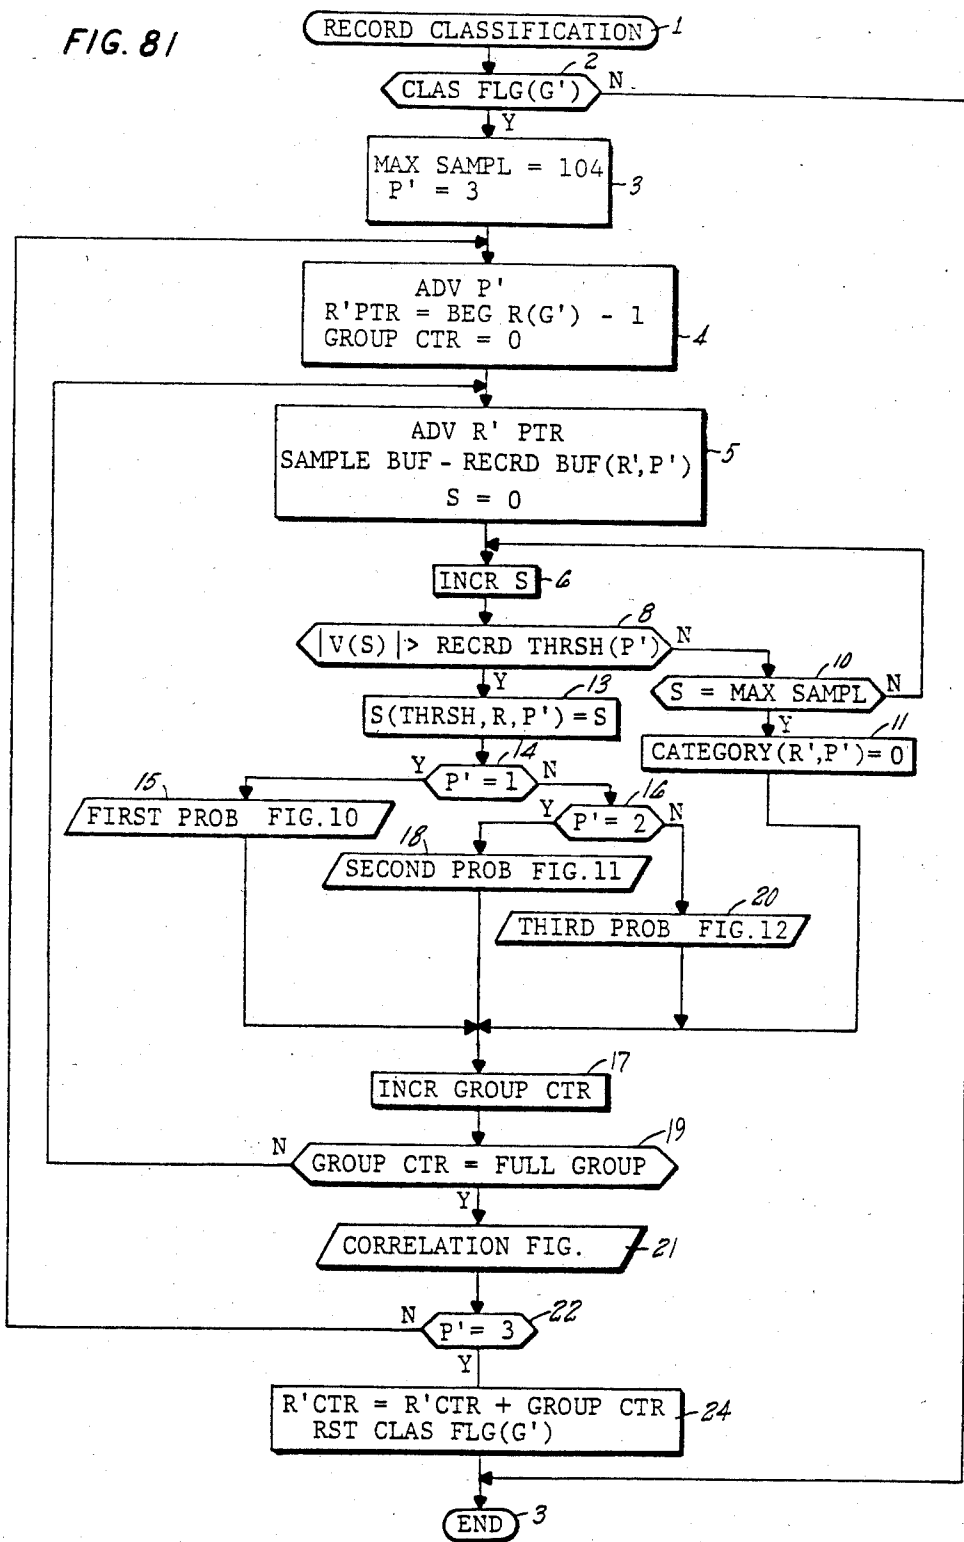 FIG. 81
RECORD CLASSIFICATION
1
2
CLAS FLG(G')
N
Y
MAX SAMPL = 104
P' = 3
3
ADV P'
R'PTR = BEG R(G') - 1
GROUP CTR = 0
4
ADV R' PTR
SAMPLE BUF - RECRD BUF(R',P')
S = 0
5
INCR S
6
8
|V(S)|> RECRD THRSH(P')
N
10
Y
13
S = MAX SAMPL
N
S(THRSH,R,P')=S
Y
11
14
CATEGORY(R',P')=0
Y
P'=1
N
15
16
FIRST PROB FIG.10
Y
P'= 2
N
18
SECOND PROB FIG.11
20
THIRD PROB FIG.12
17
INCR GROUP CTR
19
N
GROUP CTR = FULL GROUP
Y
CORRELATION FIG.
21
N
22
P'= 3
Y
R'CTR = R'CTR + GROUP CTR
RST CLAS FLG(G')
24
END
3